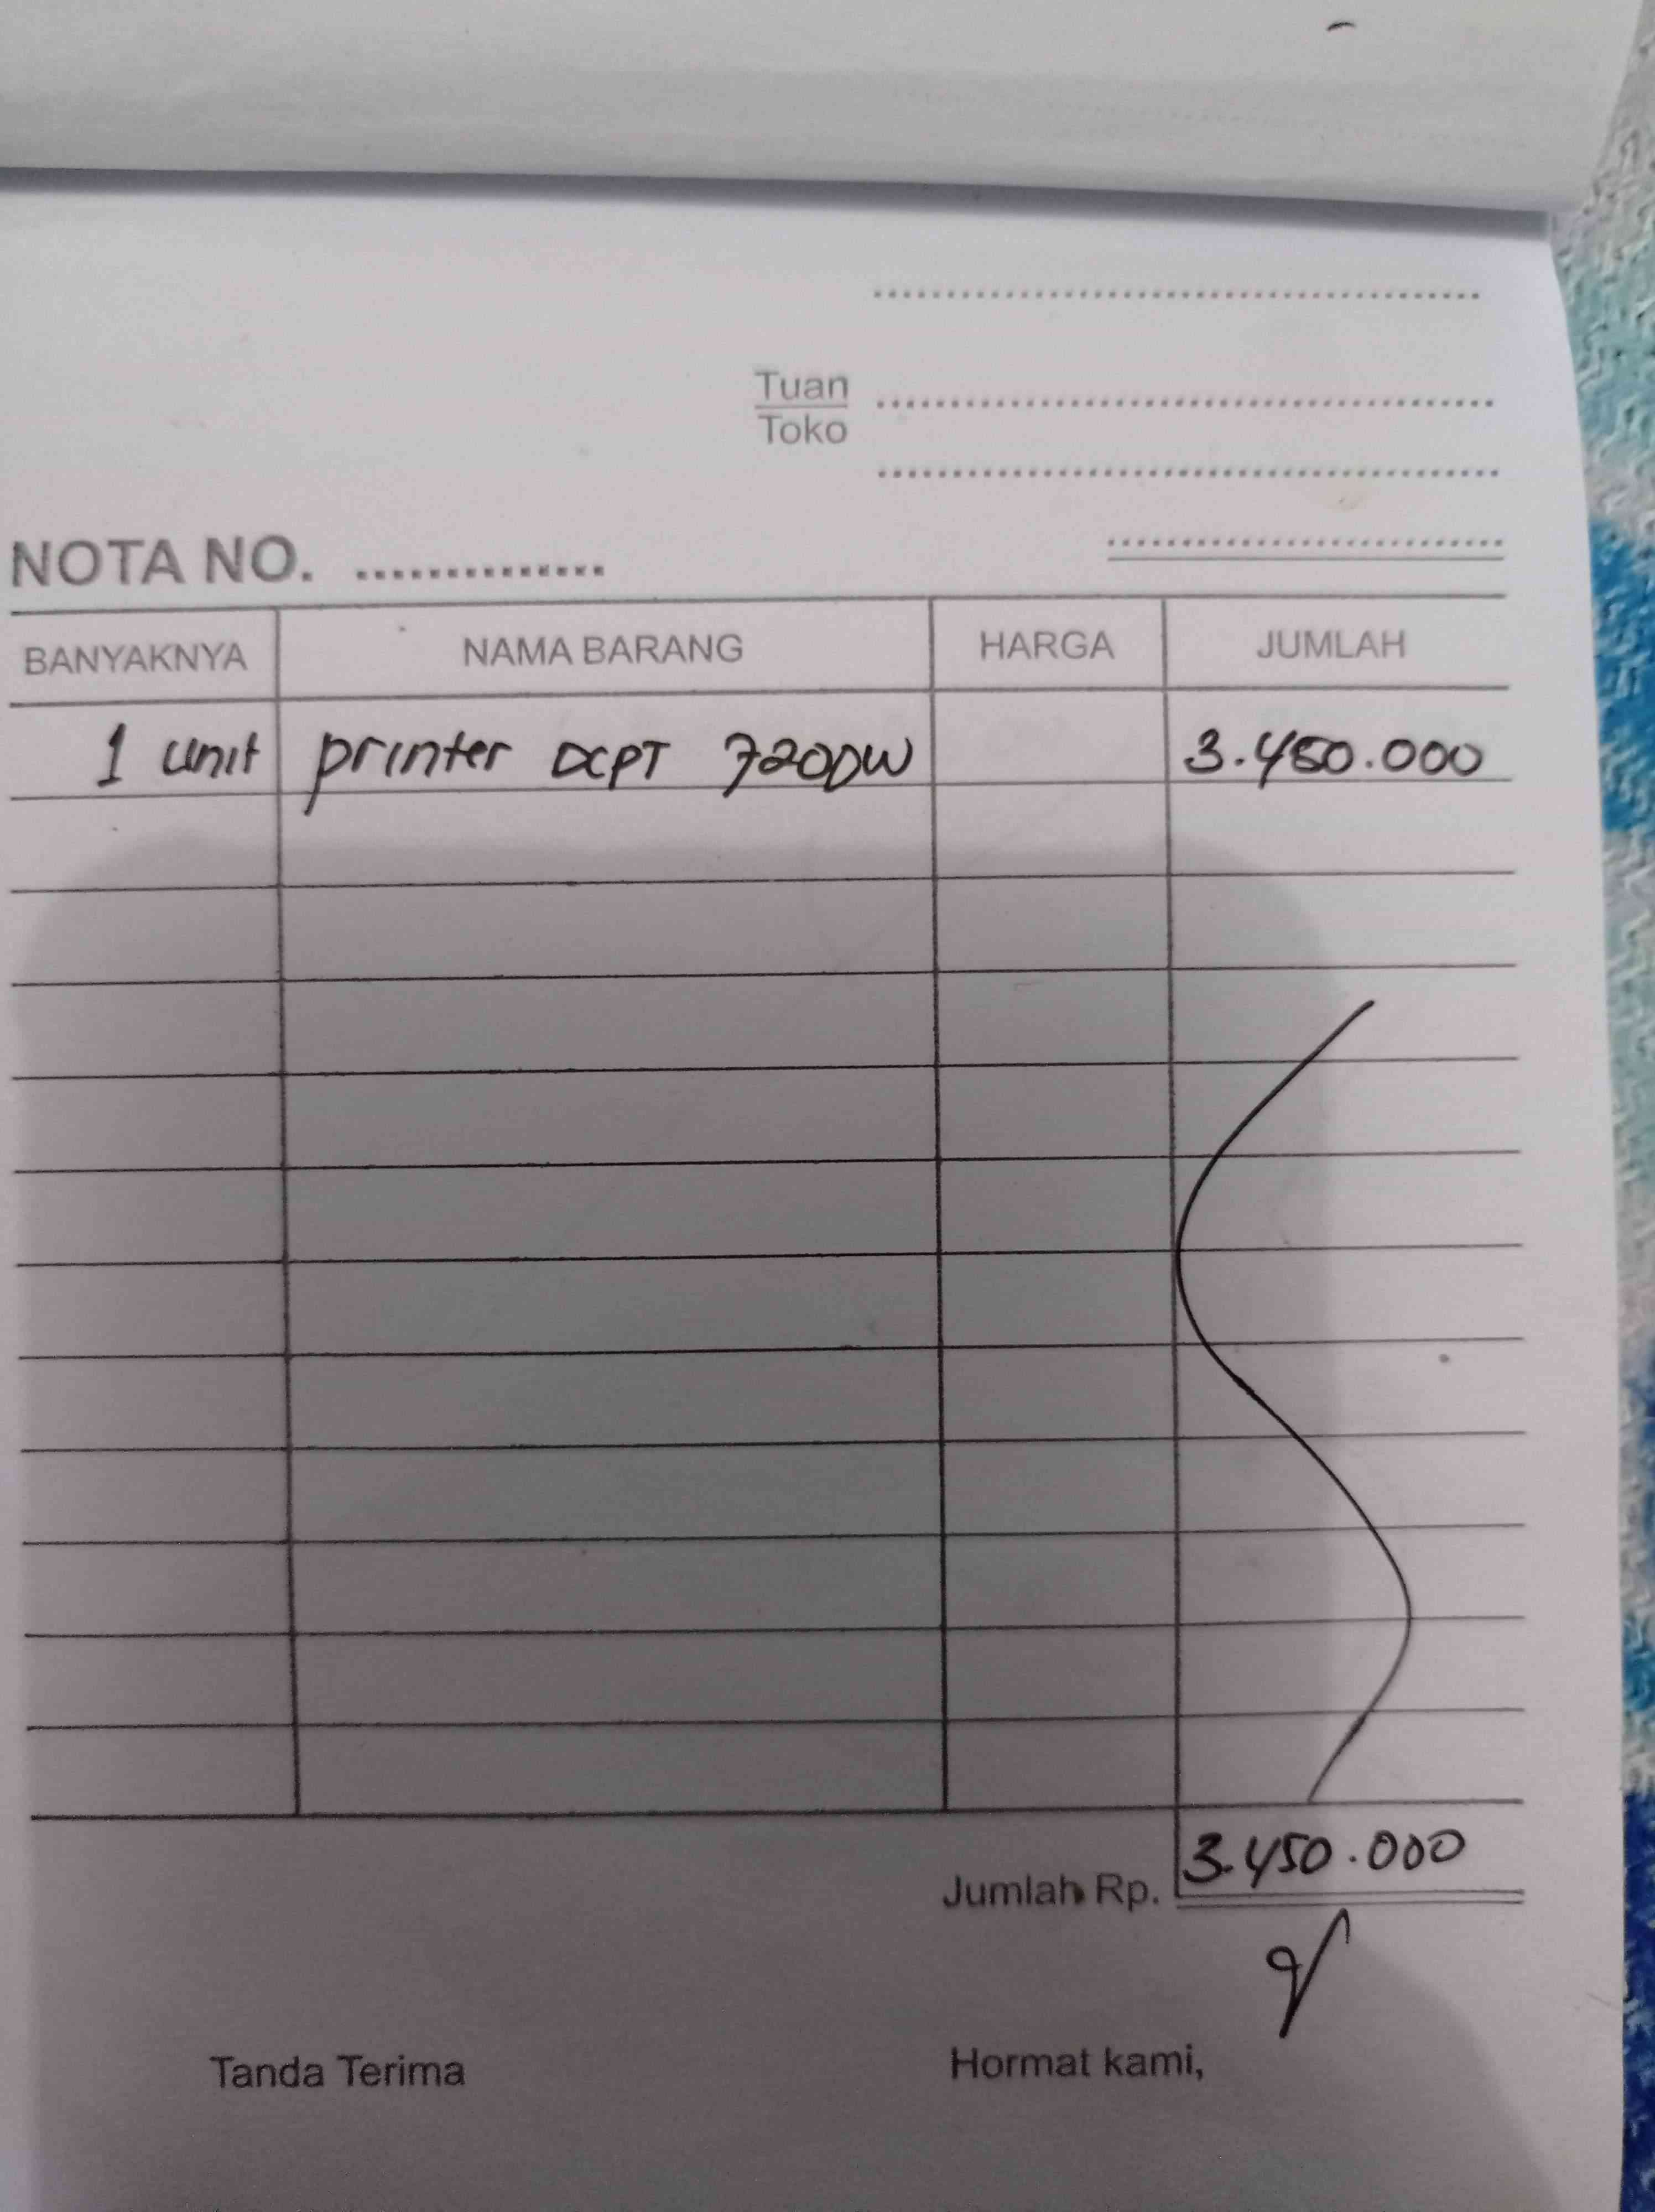 Tuan
Toko
NOTA NO.
BANYAKNYA NAMA BARANG HARGA JUMLAH
1 unit printer DCPT 720DW 3.450.000
Jumlah Rp. 3.450.000
Tanda Terima Hormat kami,